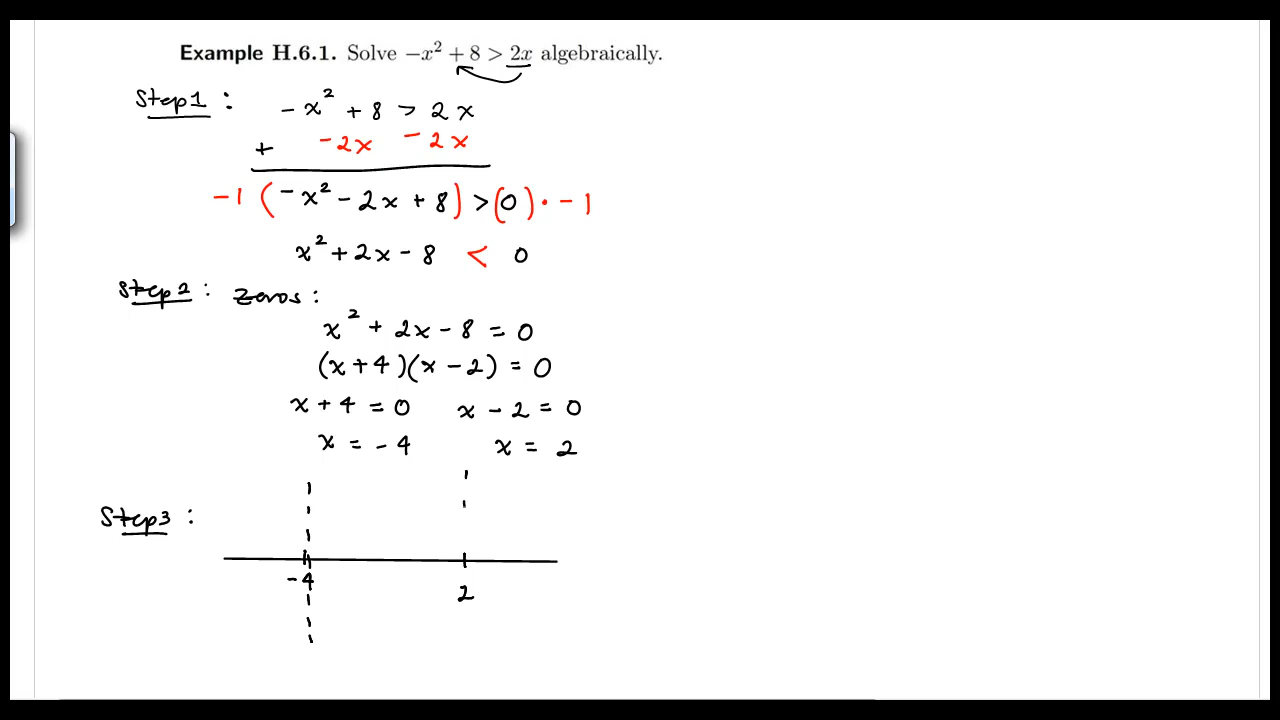 Example H.6.1. Solve −x² + 8 > 2x algebraically.
Step1 : - x² + 8 > 2x
+ -2x -2x
-1 ( -x² - 2x + 8 ) > ( 0 ) · -1
x² + 2x - 8 < 0
Step2 : Zeros :
x² + 2x - 8 = 0
(x + 4)(x - 2) = 0
x + 4 = 0 x - 2 = 0
x = - 4 x = 2
Step3 :
-4 2